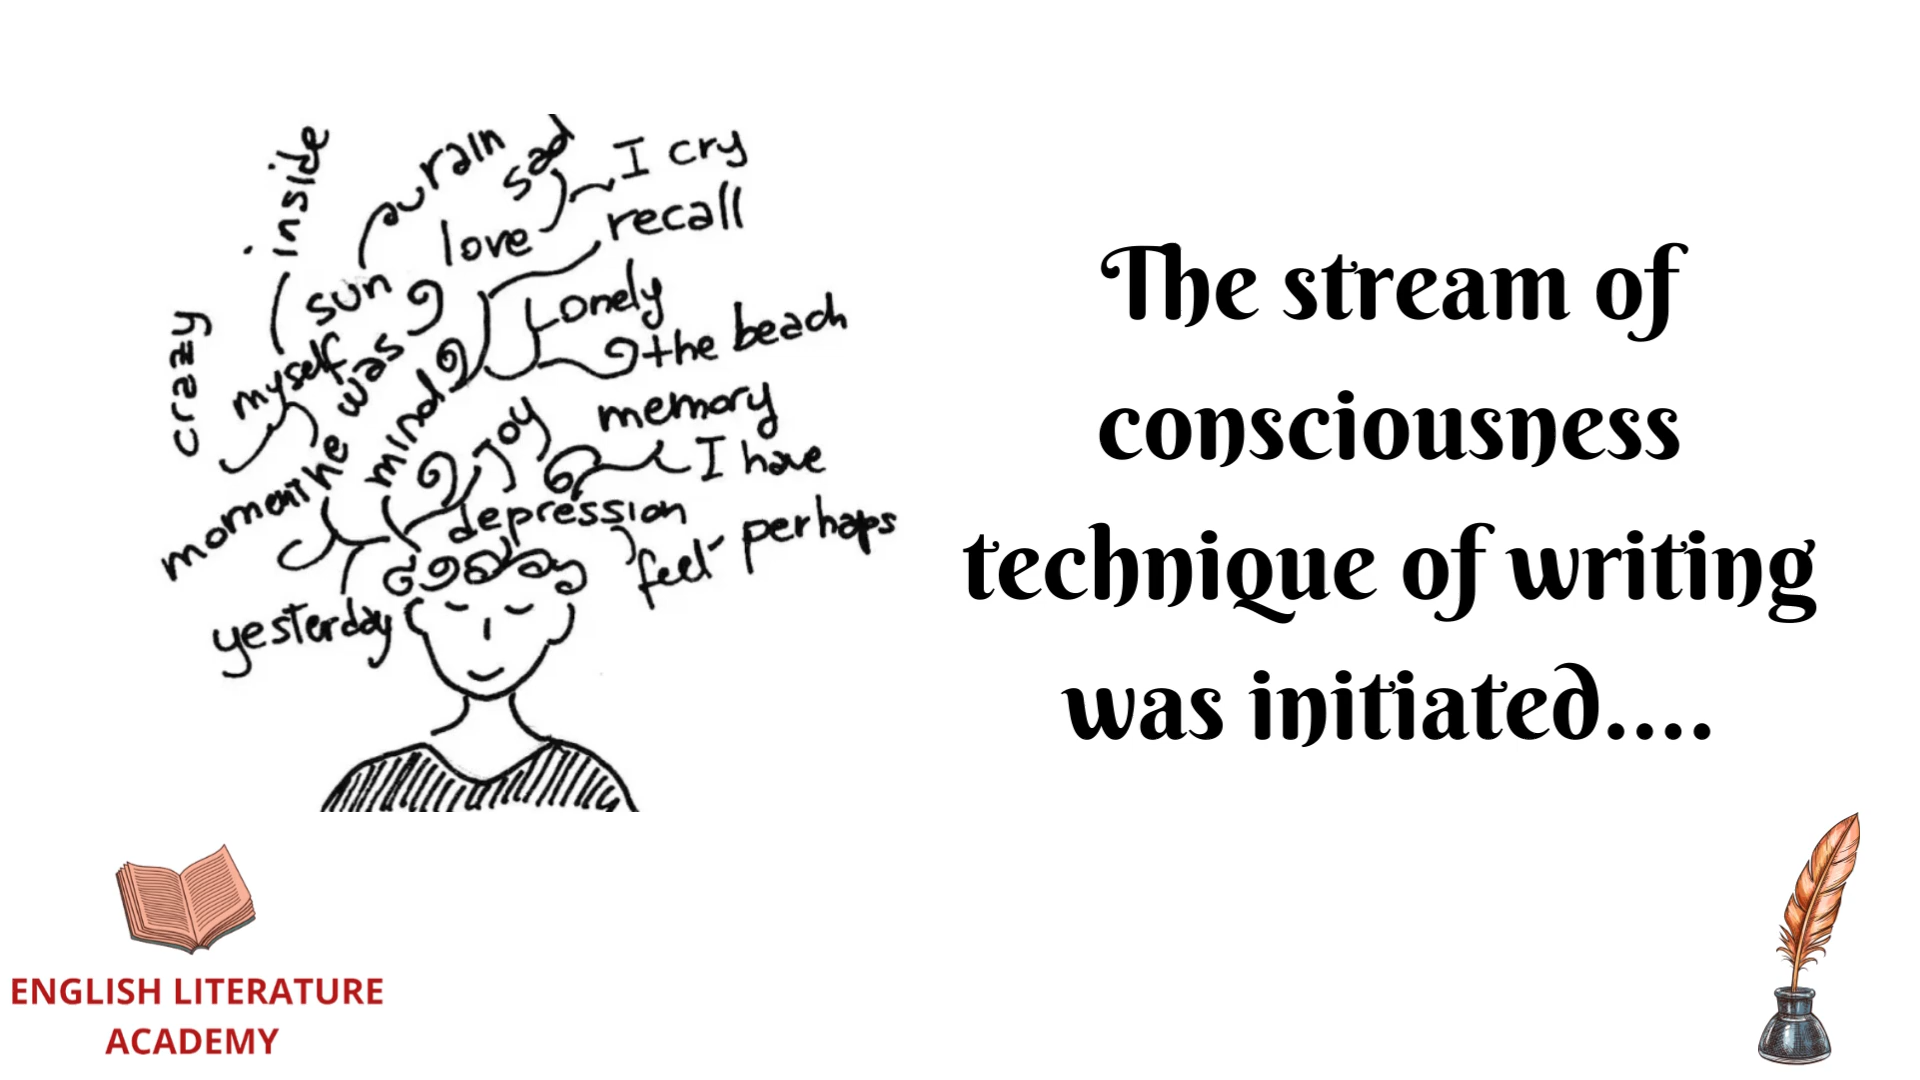 inside
rain
sad
I cry
love
recall
sun
Lonely
the beach
crazy
myself
was
mind
memory
Joy
I have
the
moment
depression
feel perhaps
yesterday
The stream of
consciousness
technique of writing
was initiated....
ENGLISH LITERATURE
ACADEMY